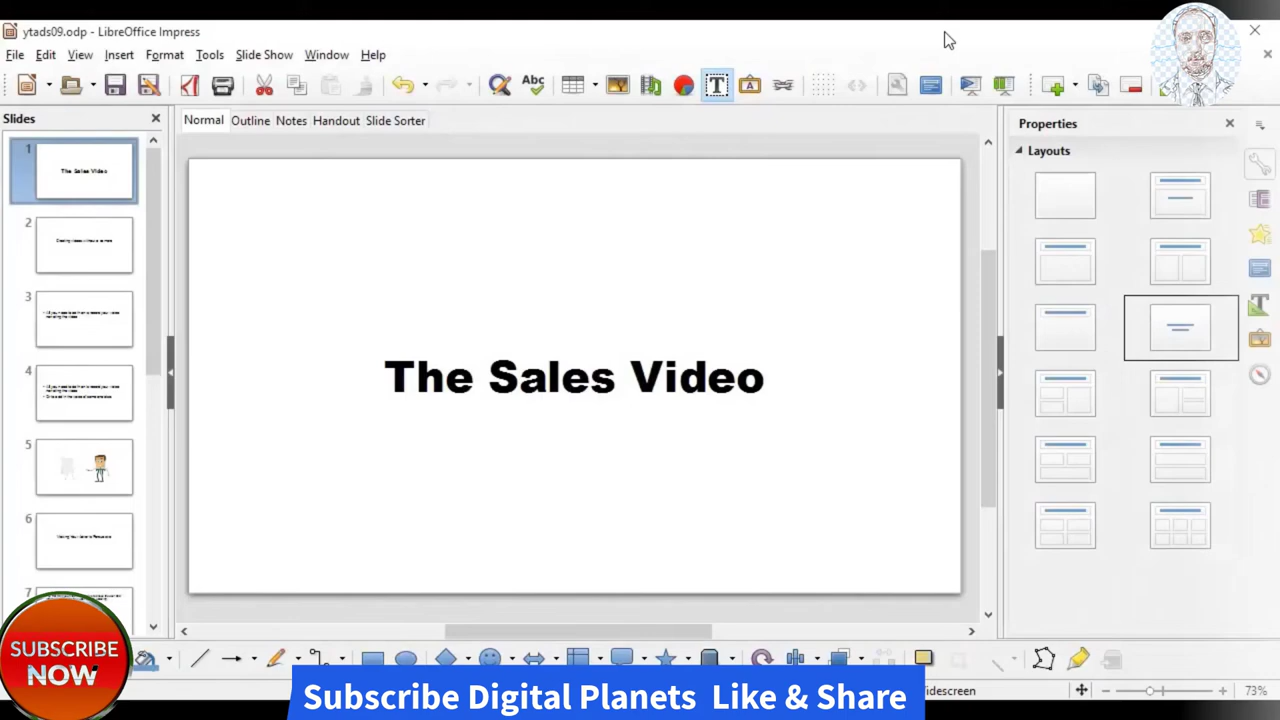 ytads09.odp - LibreOffice Impress
File Edit View Insert Format Tools Slide Show Window Help
Abc
Slides
Normal Outline Notes Handout Slide Sorter
Properties
Layouts
1
The Sales Video
2
3
4
5
6
7
The Sales Video
SUBSCRIBE
NOW
Subscribe Digital Planets Like & Share
73%